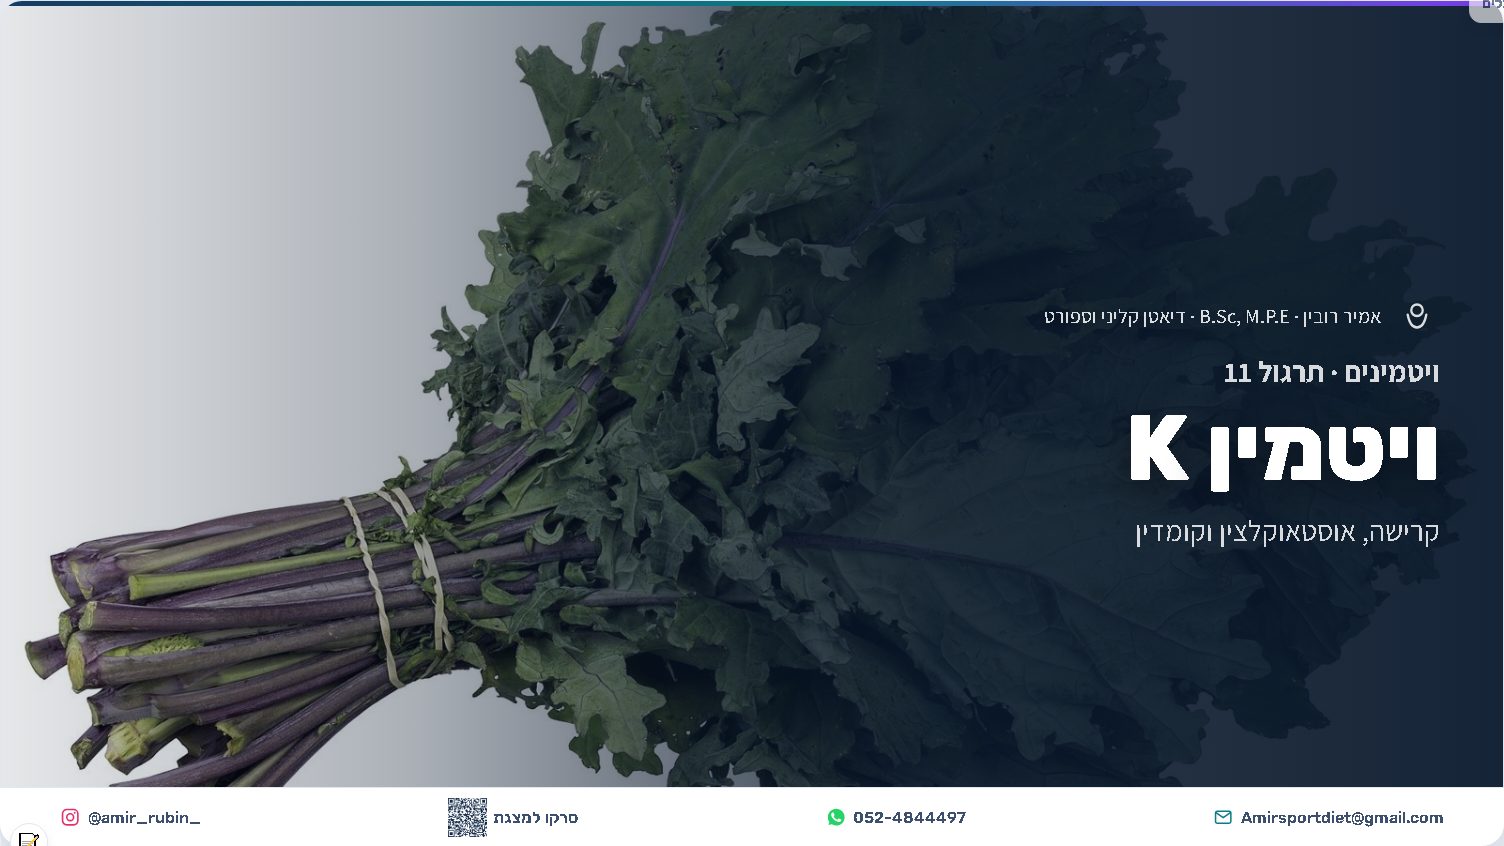 אמיר רובין · B.Sc, M.P.E · דיאטן קליני וספורט
ויטמינים · תרגול 11
ויטמין K
קרישה, אוסטאוקלצין וקומדין
@amir_rubin_
סרקו למצגת
052-4844497
Amirsportdiet@gmail.com